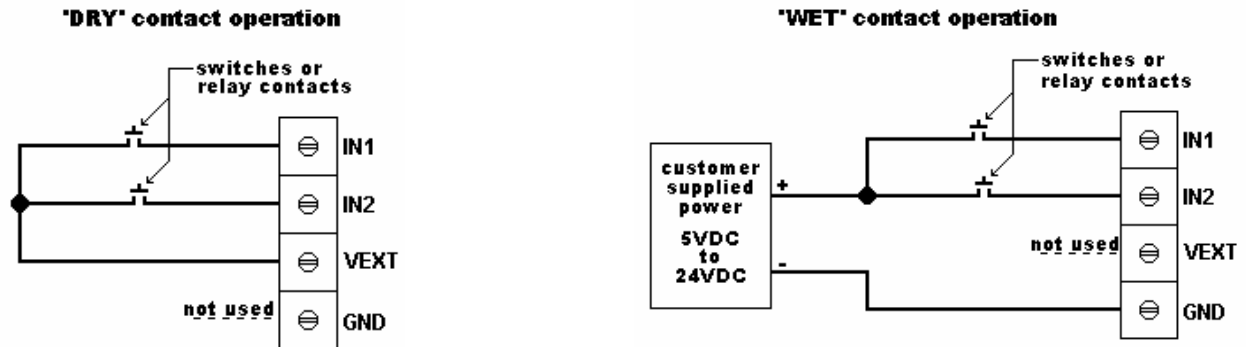 "DRY" contact operation
switches or
relay contacts
IN1
IN2
VEXT
not used
GND
"WET" contact operation
switches or
relay contacts
customer
supplied
power
5VDC
to
24VDC
+
-
IN1
IN2
not used
VEXT
GND